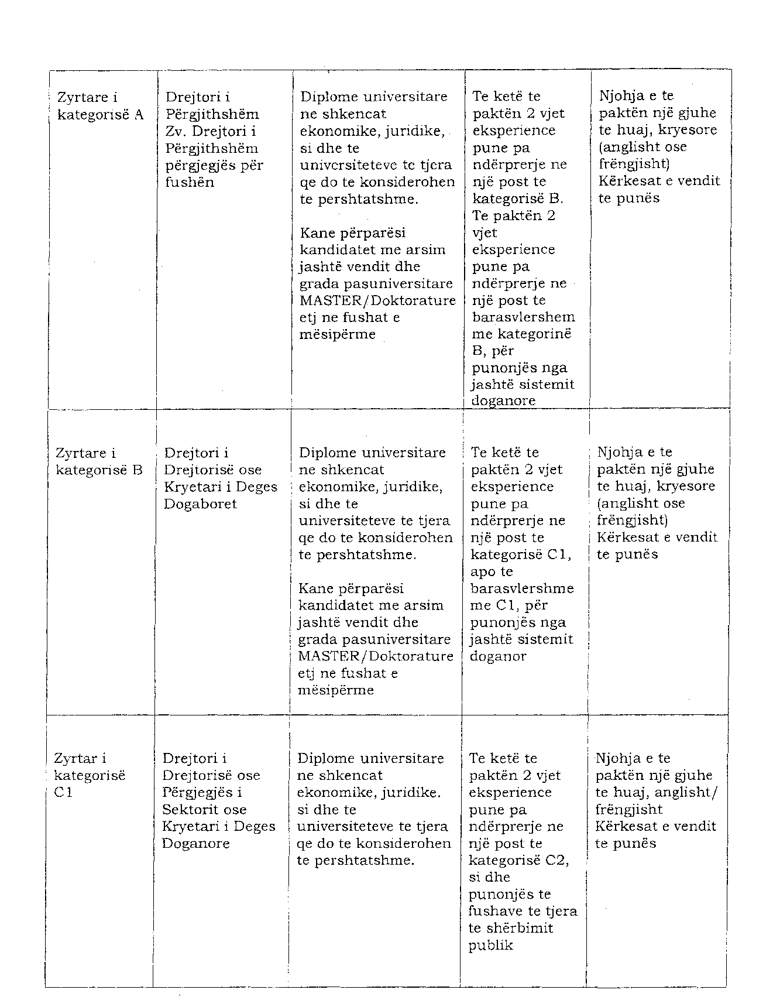 Zyrtare i
kategorisë A
Drejtori i
Përgjithshëm
Zv. Drejtori i
Përgjithshëm
përgjegjës për
fushën
Diplome universitare
ne shkencat
ekonomike, juridike,
si dhe te
universiteteve te tjera
qe do te konsiderohen
te pershtatshme.
Kane përparësi
kandidatet me arsim
jashtë vendit dhe
grada pasuniversitare
MASTER/Doktorature
etj ne fushat e
mësipërme
Te ketë te
paktën 2 vjet
eksperience
pune pa
ndërprerje ne
një post te
kategorisë B.
Te paktën 2
vjet
eksperience
pune pa
ndërprerje ne
një post te
barasvlershem
me kategorinë
B, për
punonjës nga
jashtë sistemit
doganore
Njohja e te
paktën një gjuhe
te huaj, kryesore
(anglisht ose
frëngjisht)
Kërkesat e vendit
te punës
Zyrtare i
kategorisë B
Drejtori i
Drejtorisë ose
Kryetari i Deges
Dogaboret
Diplome universitare
ne shkencat
ekonomike, juridike,
si dhe te
universiteteve te tjera
qe do te konsiderohen
te pershtatshme.
Kane përparësi
kandidatet me arsim
jashtë vendit dhe
grada pasuniversitare
MASTER/Doktorature
etj ne fushat e
mësipërme
Te ketë te
paktën 2 vjet
eksperience
pune pa
ndërprerje ne
një post te
kategorisë C1,
apo te
barasvlershme
me C1, për
punonjës nga
jashtë sistemit
doganor
Njohja e te
paktën një gjuhe
te huaj, kryesore
(anglisht ose
frëngjisht)
Kërkesat e vendit
te punës
Zyrtar i
kategorisë
C1
Drejtori i
Drejtorisë ose
Përgjegjës i
Sektorit ose
Kryetari i Deges
Doganore
Diplome universitare
ne shkencat
ekonomike, juridike.
si dhe te
universiteteve te tjera
qe do te konsiderohen
te pershtatshme.
Te ketë te
paktën 2 vjet
eksperience
pune pa
ndërprerje ne
një post te
kategorisë C2,
si dhe
punonjës te
fushave te tjera
te shërbimit
publik
Njohja e te
paktën një gjuhe
te huaj, anglisht/
frëngjisht
Kërkesat e vendit
te punës